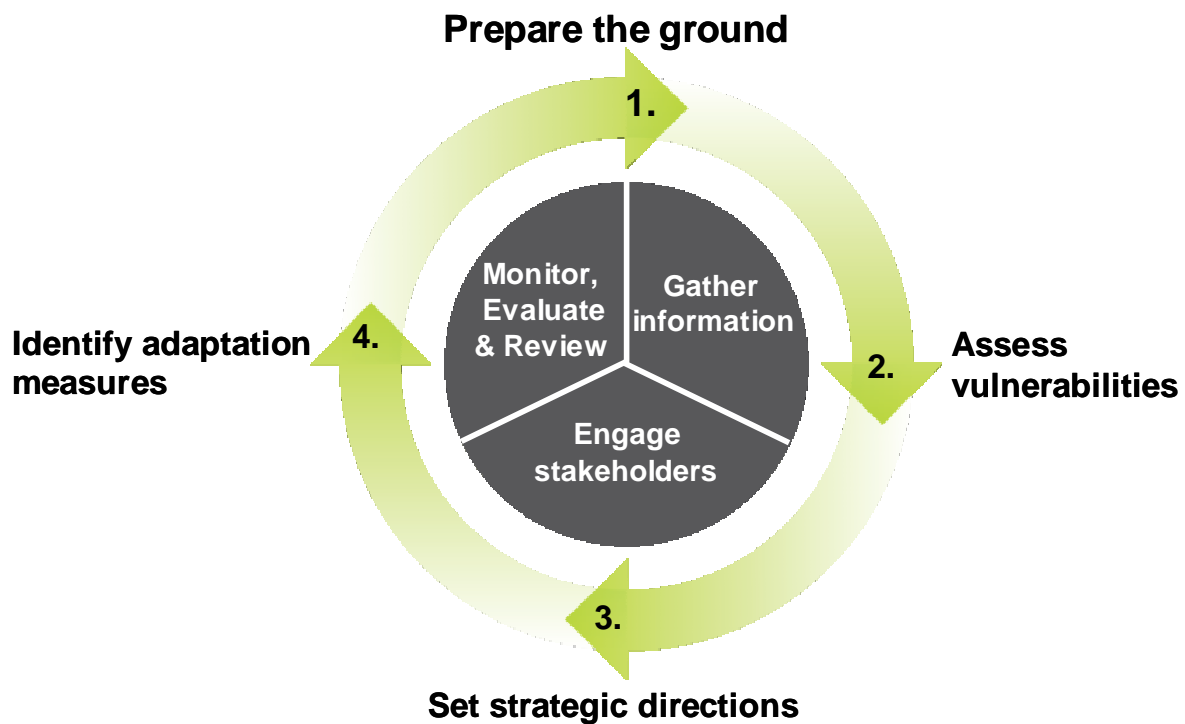 Prepare the ground
1.
Monitor,
Evaluate
& Review
Gather
information
Identify adaptation
measures
4.
2.
Assess
vulnerabilities
Engage
stakeholders
3.
Set strategic directions